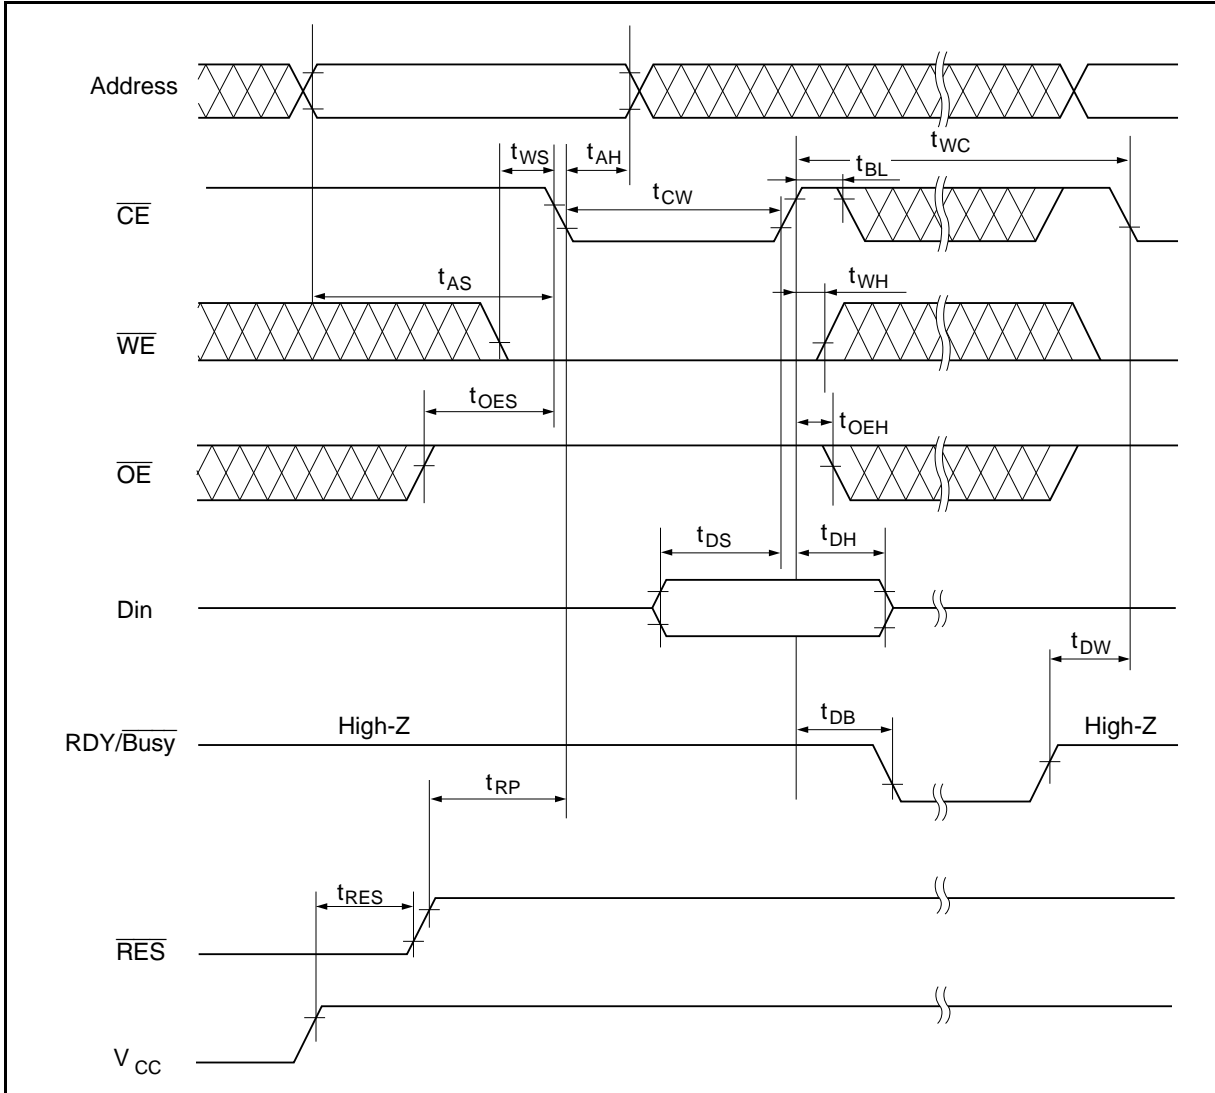 Address
tWC
tWS
tAH
tBL
tCW
CE
tAS
tWH
WE
tOES
tOEH
OE
tDS
tDH
Din
tDW
tDB
High-Z
High-Z
RDY/Busy
tRP
tRES
RES
VCC